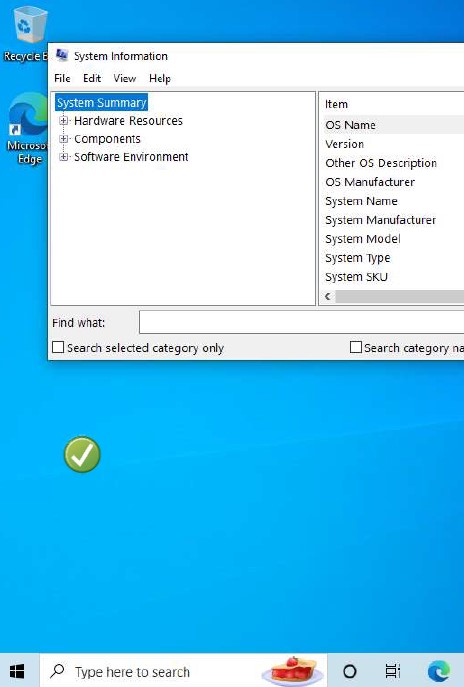 Recycle B
Microsof
Edge
System Information
File Edit View Help
System Summary
Hardware Resources
Components
Software Environment
Item
OS Name
Version
Other OS Description
OS Manufacturer
System Name
System Manufacturer
System Model
System Type
System SKU
Find what:
Search selected category only
Search category na
Type here to search